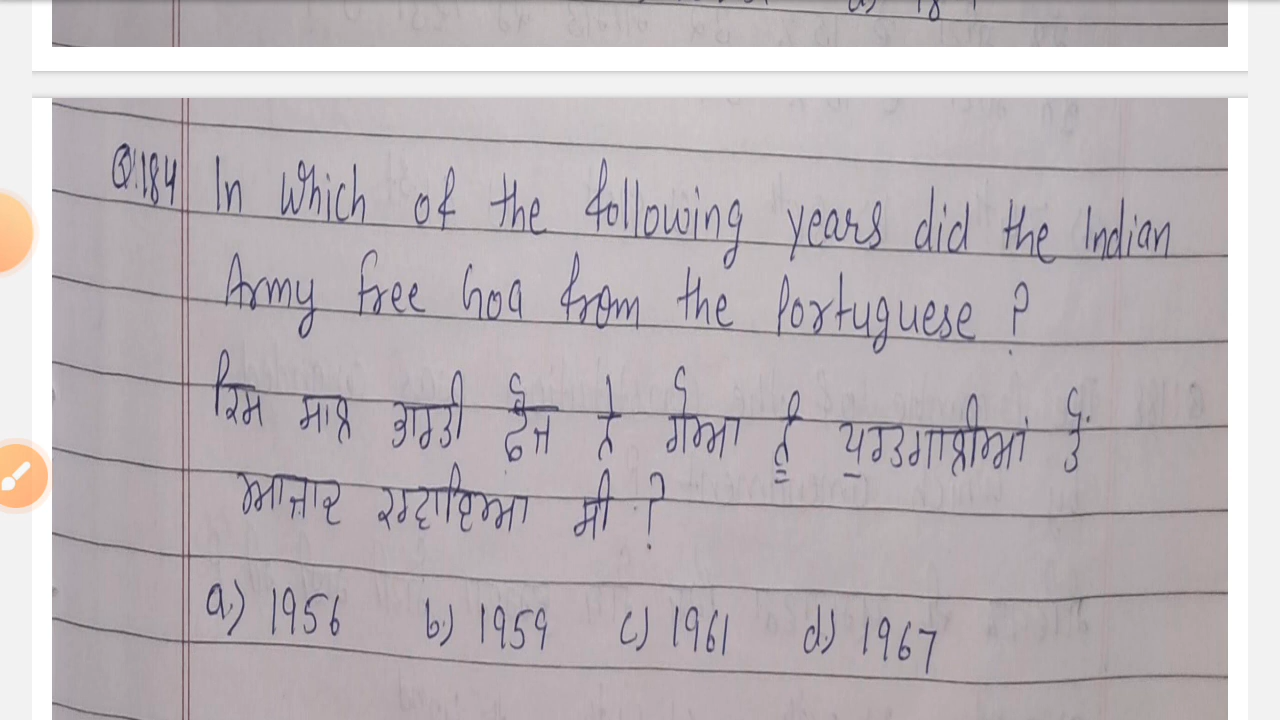 Q.184 In which of the following years did the Indian
Army free Goa from the Portuguese ?
ਕਿਸ ਸਾਲ ਭਾਰਤੀ ਫੌਜ ਨੇ ਗੋਆ ਨੂੰ ਪੁਰਤਗਾਲੀਆਂ ਤੋਂ
ਆਜ਼ਾਦ ਕਰਵਾਇਆ ਸੀ ?
a.) 1956 b.) 1959 c) 1961 d.) 1967